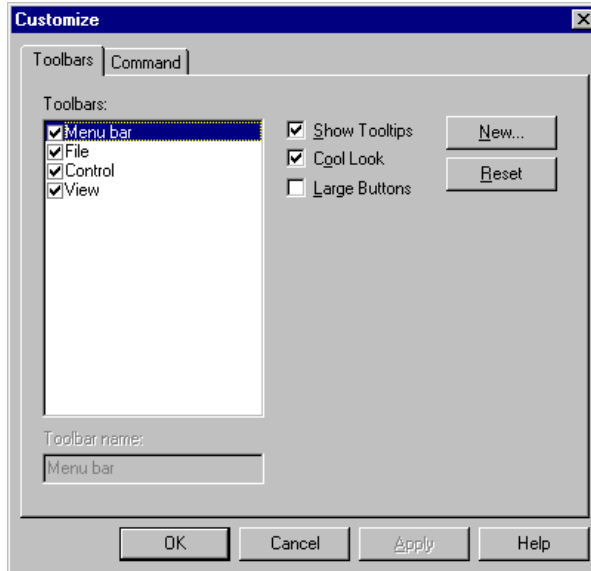 Customize
Toolbars Command
Toolbars:
Menu bar
File
Control
View
Show Tooltips
Cool Look
Large Buttons
New...
Reset
Toolbar name:
Menu bar
OK Cancel Apply Help